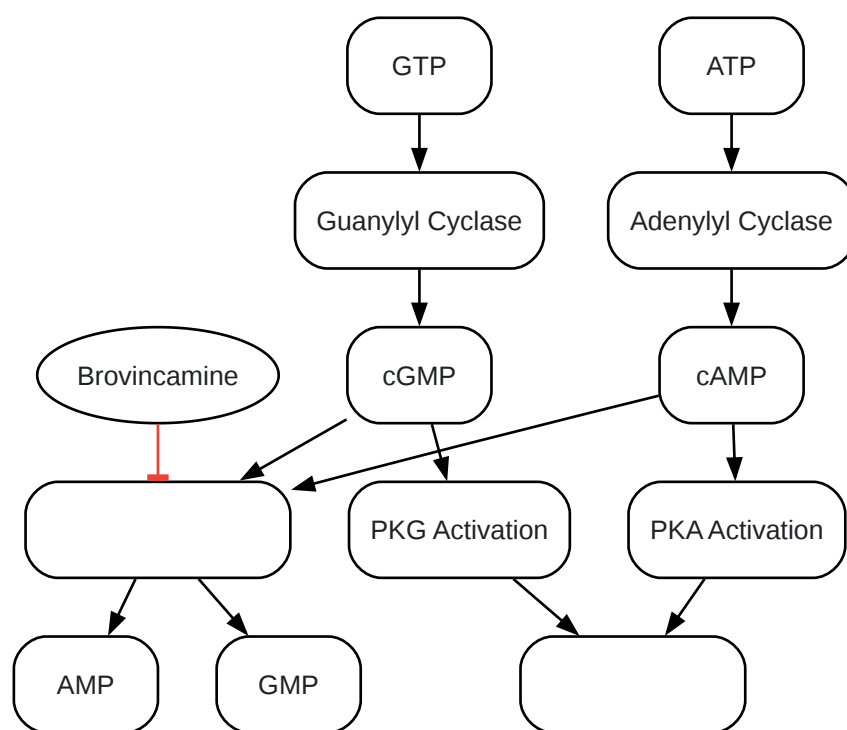 GTP
ATP
Guanylyl Cyclase
Adenylyl Cyclase
Brovincamine
cGMP
cAMP
PKG Activation
PKA Activation
AMP
GMP